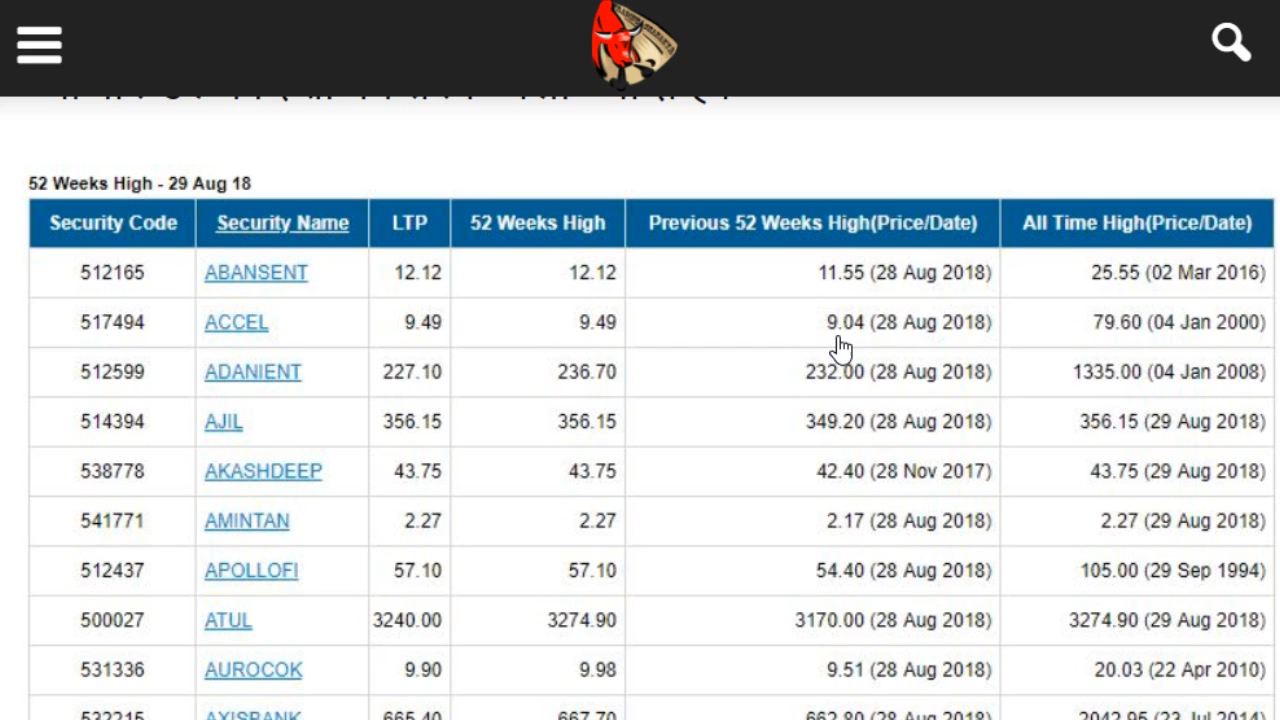 52 Weeks High - 29 Aug 18
Security Code Security Name LTP 52 Weeks High Previous 52 Weeks High(Price/Date) All Time High(Price/Date)
512165 ABANSENT 12.12 12.12 11.55 (28 Aug 2018) 25.55 (02 Mar 2016)
517494 ACCEL 9.49 9.49 9.04 (28 Aug 2018) 79.60 (04 Jan 2000)
512599 ADANIENT 227.10 236.70 232.00 (28 Aug 2018) 1335.00 (04 Jan 2008)
514394 AJIL 356.15 356.15 349.20 (28 Aug 2018) 356.15 (29 Aug 2018)
538778 AKASHDEEP 43.75 43.75 42.40 (28 Nov 2017) 43.75 (29 Aug 2018)
541771 AMINTAN 2.27 2.27 2.17 (28 Aug 2018) 2.27 (29 Aug 2018)
512437 APOLLOFI 57.10 57.10 54.40 (28 Aug 2018) 105.00 (29 Sep 1994)
500027 ATUL 3240.00 3274.90 3170.00 (28 Aug 2018) 3274.90 (29 Aug 2018)
531336 AUROCOK 9.90 9.98 9.51 (28 Aug 2018) 20.03 (22 Apr 2010)
532215 AXISBANK 665.40 667.70 662.80 (28 Aug 2018) 2042.95 (23 Jul 2014)